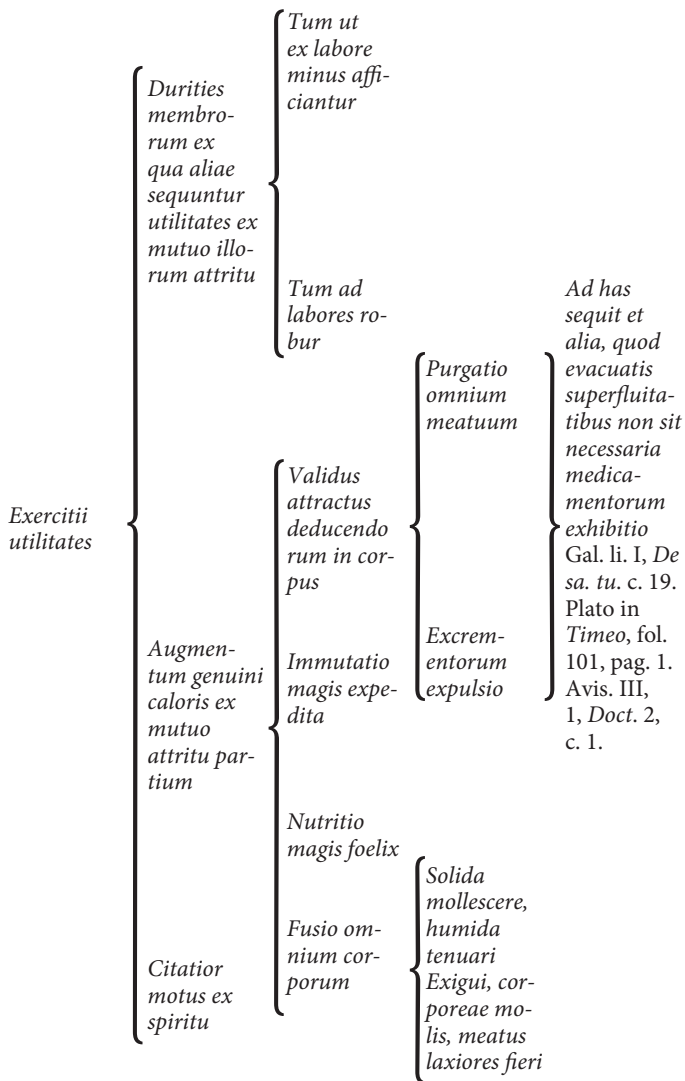 Exercitii
utilitates
Durities
membro-
rum ex
qua aliae
sequuntur
utilitates ex
mutuo illo-
rum attritu
Tum ut
ex labore
minus affi-
ciantur
Tum ad
labores ro-
bur
Augmen-
tum genuini
caloris ex
mutuo
attritu par-
tium
Validus
attractus
deducendo
rum in cor-
pus
Purgatio
omnium
meatuum
Excrem-
entorum
expulsio
Ad has
sequit et
alia, quod
evacuatis
superfluita-
tibus non sit
necessaria
medica-
mentorum
exhibitio
Gal. li. I, De
sa. tu. c. 19.
Plato in
Timeo, fol.
101, pag. 1.
Avis. III,
1, Doct. 2,
c. 1.
Immutatio
magis expe-
dita
Nutritio
magis foelix
Fusio om-
nium cor-
porum
Solida
mollescere,
humida
tenuari
Exigui, cor-
poreae mo-
lis, meatus
laxiores fieri
Citatior
motus ex
spiritu